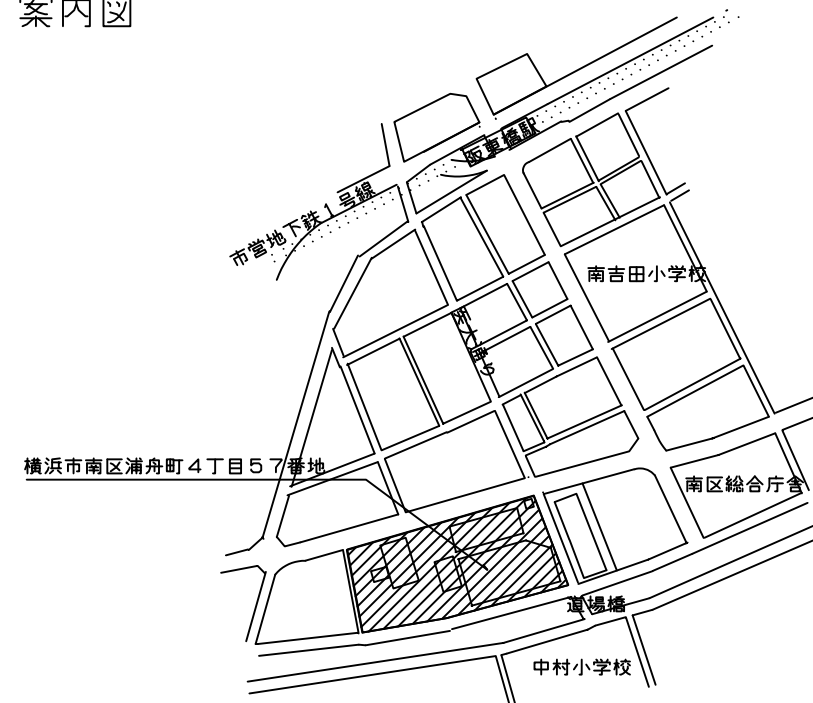 案内図
阪東橋駅
市営地下鉄１号線
南吉田小学校
医大通り
横浜市南区浦舟町４丁目５７番地
南区総合庁舎
道場橋
中村小学校